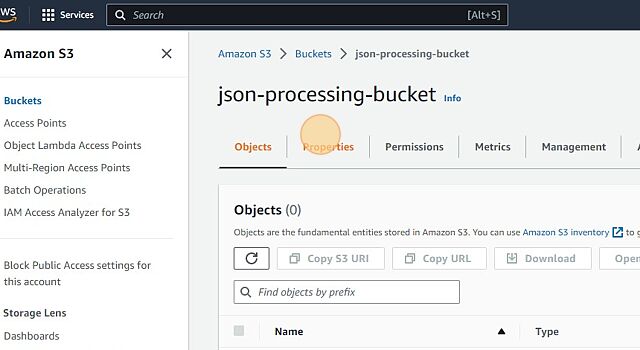 WS Services Search [Alt+S]
Amazon S3
Buckets
Access Points
Object Lambda Access Points
Multi-Region Access Points
Batch Operations
IAM Access Analyzer for S3
Block Public Access settings for
this account
Storage Lens
Dashboards
Amazon S3 > Buckets > json-processing-bucket
json-processing-bucket Info
Objects Properties Permissions Metrics Management A
Objects (0)
Objects are the fundamental entities stored in Amazon S3. You can use Amazon S3 inventory to g
Copy S3 URI Copy URL Download Open
Find objects by prefix
Name Type